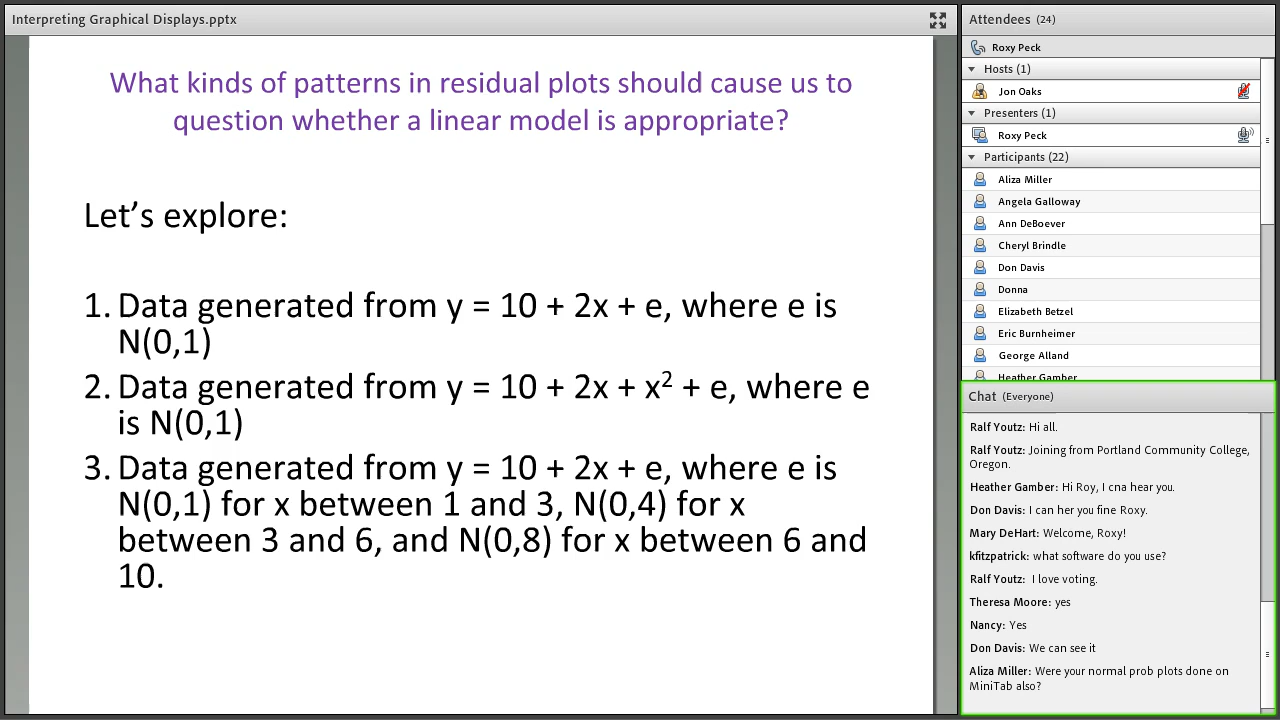 Interpreting Graphical Displays.pptx
What kinds of patterns in residual plots should cause us to
question whether a linear model is appropriate?
Let’s explore:
1. Data generated from y = 10 + 2x + e, where e is
N(0,1)
2. Data generated from y = 10 + 2x + x² + e, where e
is N(0,1)
3. Data generated from y = 10 + 2x + e, where e is
N(0,1) for x between 1 and 3, N(0,4) for x
between 3 and 6, and N(0,8) for x between 6 and
10.
Attendees (24)
Roxy Peck
Hosts (1)
Jon Oaks
Presenters (1)
Roxy Peck
Participants (22)
Aliza Miller
Angela Galloway
Ann DeBoever
Cheryl Brindle
Don Davis
Donna
Elizabeth Betzel
Eric Burnheimer
George Alland
Heather Gamber
Chat (Everyone)
Ralf Youtz: Hi all.
Ralf Youtz: Joining from Portland Community College,
Oregon.
Heather Gamber: Hi Roy, I cna hear you.
Don Davis: I can her you fine Roxy.
Mary DeHart: Welcome, Roxy!
kfitzpatrick: what software do you use?
Ralf Youtz: I love voting.
Theresa Moore: yes
Nancy: Yes
Don Davis: We can see it
Aliza Miller: Were your normal prob plots done on
MiniTab also?